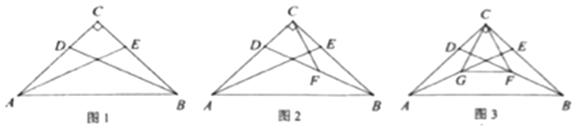 C C C
D E D E D E
F G F
A B A B A B
图1 图2 图3